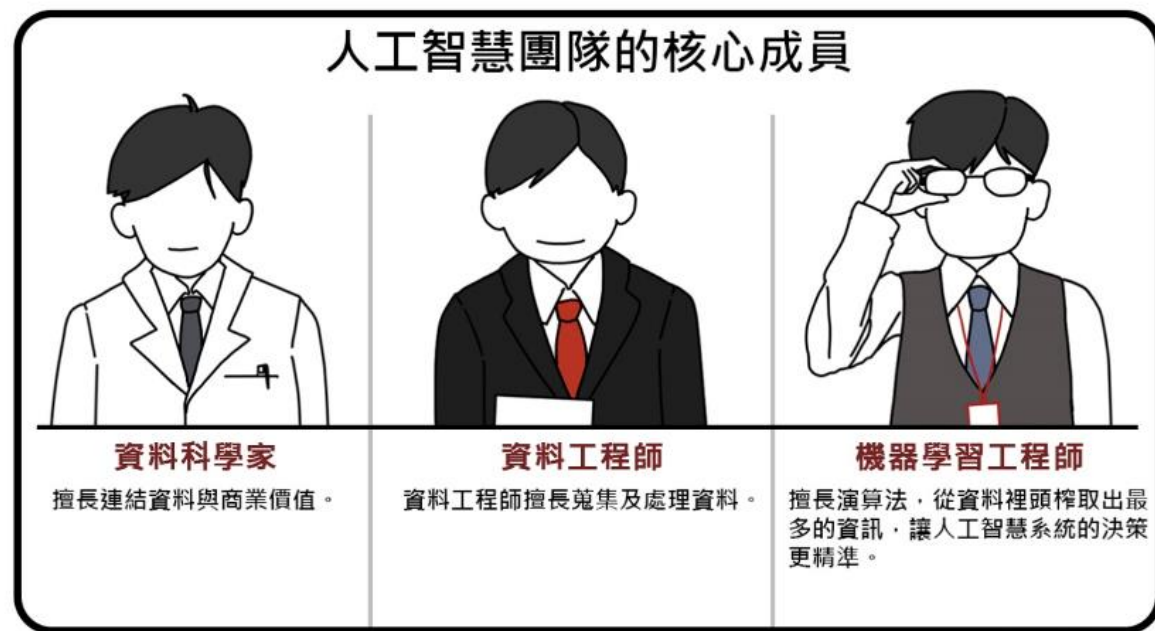 人工智慧團隊的核心成員
資料科學家
擅長連結資料與商業價值。
資料工程師
資料工程師擅長蒐集及處理資料。
機器學習工程師
擅長演算法，從資料裡頭榨取出最
多的資訊，讓人工智慧系統的決策
更精準。